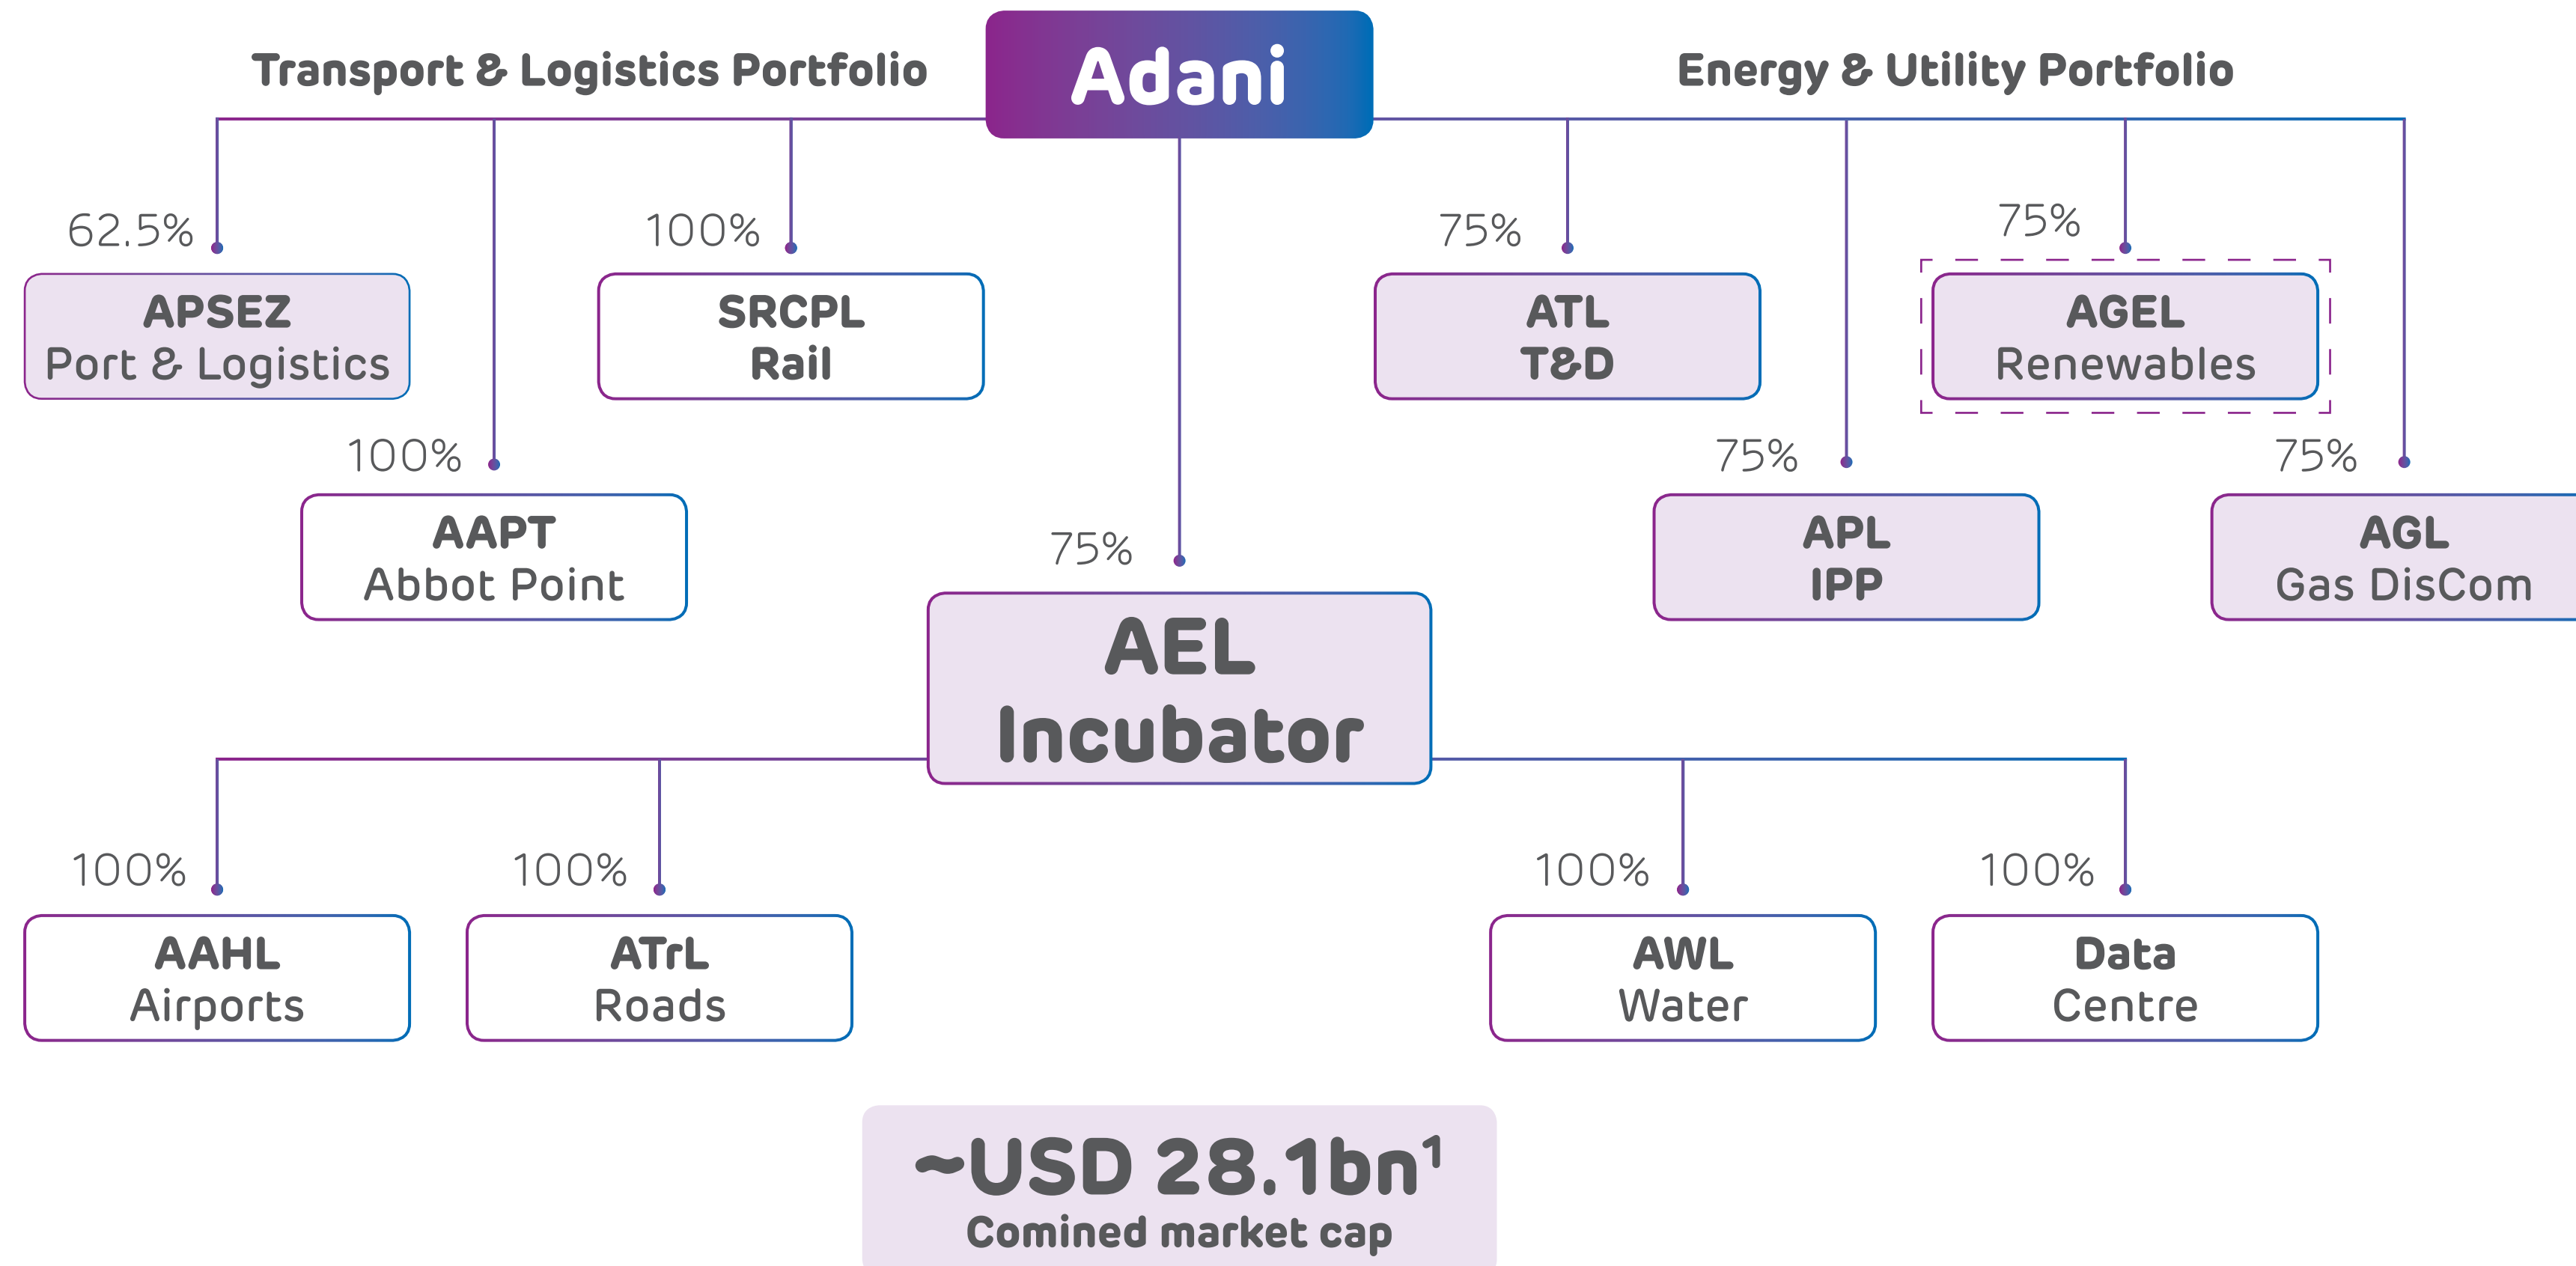 Transport & Logistics Portfolio
Adani
Energy & Utility Portfolio
62.5%
APSEZ
Port & Logistics
100%
SRCPL
Rail
100%
AAPT
Abbot Point
75%
ATL
T&D
75%
AGEL
Renewables
75%
APL
IPP
75%
AGL
Gas DisCom
75%
AEL
Incubator
100%
AAHL
Airports
100%
ATrL
Roads
100%
AWL
Water
100%
Data
Centre
~USD 28.1bn¹
Comined market cap